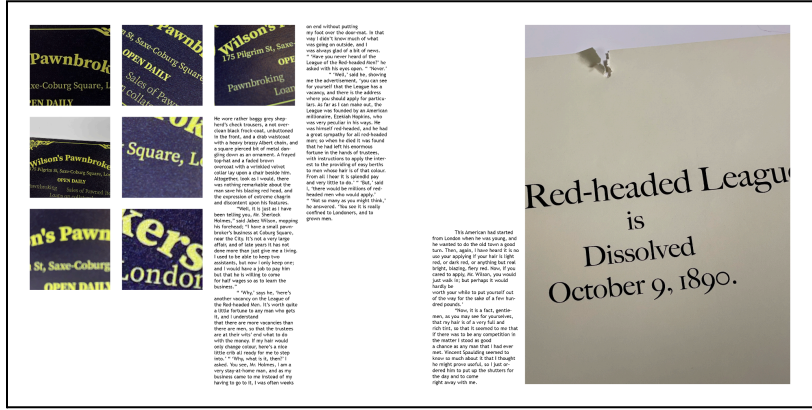 Pawnbrok
Saxe-Coburg Square, L
PEN DAILY
Pawnb
St, Saxe-Coburg Square
OPEN DAILY
Sales of Pawn
collate
Wilson's
175 Pilgrim St, Saxe-
OPE
Pawnbroking
Loan
Wilson's Pawnbroke
Pilgrim St, Saxe-Coburg Square, Lon
OPEN DAILY
Sales of Pawned It
Square, Lo
n's Pawn
St, Saxe-Coburg
OPEN DAILY
kers
London
He wore rather baggy grey shep-
herd's check trousers, a not over-
clean black frock-coat, unbuttoned
in the front, and a drab waistcoat
with a heavy brassy Albert chain, and
a square pierced bit of metal dan-
gling down as an ornament. A frayed
top-hat and a faded brown
overcoat with a wrinkled velvet
collar lay upon a chair beside him.
Altogether, look as I would, there
was nothing remarkable about the
man save his blazing red head, and
the expression of extreme chagrin
and discontent upon his features.
"Well, it is just as I have
been telling you, Mr. Sherlock
Holmes," said Jabez Wilson, mopping
his forehead; "I have a small pawn-
broker's business at Coburg Square,
near the City. It's not a very large
affair, and of late years it has not
done more than just give me a living.
I used to be able to keep two
assistants, but now I only keep one;
and I would have a job to pay him
but that he is willing to come
for half wages so as to learn the
business."
" 'Why,' says he, 'here's
another vacancy on the League of
the Red-headed Men. It's worth quite
a little fortune to any man who gets
it, and I understand
that there are more vacancies than
there are men, so that the trustees
are at their wits' end what to do
with the money. If my hair would
only change colour, here's a nice
little crib all ready for me to step
into.' " 'Why, what is it, then?' I
asked. You see, Mr. Holmes, I am a
very stay-at-home man, and as my
business came to me instead of my
having to go to it, I was often weeks
on end without putting
my foot over the door-mat. In that
way I didn't know much of what
was going on outside, and I
was always glad of a bit of news.
" 'Have you never heard of the
League of the Red-headed Men?' he
asked with his eyes open. " 'Never.'
" 'Well,' said he, showing
me the advertisement, 'you can see
for yourself that the League has a
vacancy, and there is the address
where you should apply for particu-
lars. As far as I can make out, the
League was founded by an American
millionaire, Ezekiah Hopkins, who
was very peculiar in his ways. He
was himself red-headed, and he had
a great sympathy for all red-headed
men; so when he died it was found
that he had left his enormous
fortune in the hands of trustees,
with instructions to apply the inter-
est to the providing of easy berths
to men whose hair is of that colour.
From all I hear it is splendid pay
and very little to do.' " 'But,' said
I, 'there would be millions of red-
headed men who would apply.'
" 'Not so many as you might think,'
he answered. 'You see it is really
confined to Londoners, and to
grown men.
This American had started
from London when he was young, and
he wanted to do the old town a good
turn. Then, again, I have heard it is no
use your applying if your hair is light
red, or dark red, or anything but real
bright, blazing, fiery red. Now, if you
cared to apply, Mr. Wilson, you would
just walk in; but perhaps it would
hardly be
worth your while to put yourself out
of the way for the sake of a few hun-
dred pounds.'
"Now, it is a fact, gentle-
men, as you may see for yourselves,
that my hair is of a very full and
rich tint, so that it seemed to me that
if there was to be any competition in
the matter I stood as good
a chance as any man that I had ever
met. Vincent Spaulding seemed to
know so much about it that I thought
he might prove useful, so I just or-
dered him to put up the shutters for
the day and to come
right away with me.
Red-headed Leagu
is
Dissolved
October 9, 1890.